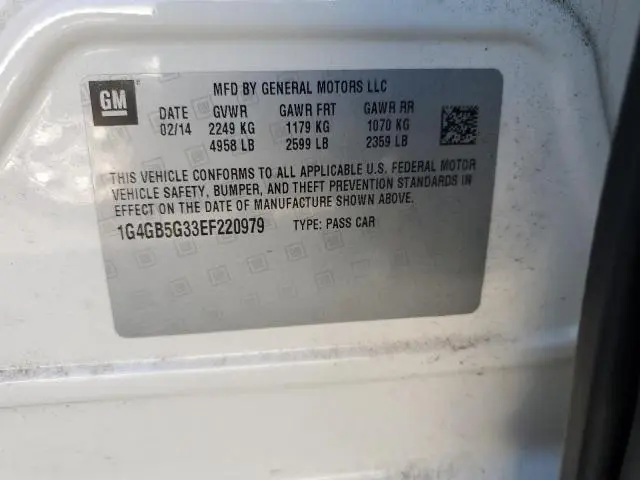 GM
MFD BY GENERAL MOTORS LLC
DATE GVWR GAWR FRT GAWR RR
02/14 2249 KG 1179 KG 1070 KG
4958 LB 2599 LB 2359 LB
THIS VEHICLE CONFORMS TO ALL APPLICABLE U.S. FEDERAL MOTOR
VEHICLE SAFETY, BUMPER, AND THEFT PREVENTION STANDARDS IN
EFFECT ON THE DATE OF MANUFACTURE SHOWN ABOVE.
1G4GB5G33EF220979 TYPE: PASS CAR